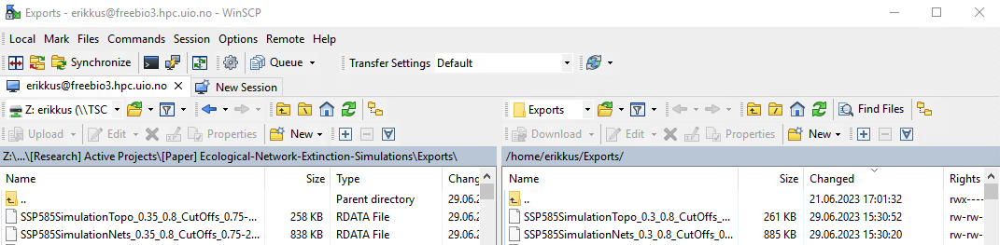 Exports - erikkus@freebio3.hpc.uio.no - WinSCP
Local Mark Files Commands Session Options Remote Help
Synchronize Queue Transfer Settings Default
erikkus@freebio3.hpc.uio.no × New Session
Z: erikkus (\\TSC Exports Find Files
Upload Edit Properties New Download Edit Properties New
Z:\...\[Research] Active Projects\[Paper] Ecological-Network-Extinction-Simulations\Exports\ /home/erikkus/Exports/
Name Size Type Chang Name Size Changed Rights
.. Parent directory 29.06.2 .. 21.06.2023 17:01:32 rwx----
SSP585SimulationTopo_0.35_0.8_CutOffs_0.75-... 258 KB RDATA File 29.06.2 SSP585SimulationTopo_0.3_0.8_CutOffs_... 261 KB 29.06.2023 15:30:52 rw-rw-...
SSP585SimulationNets_0.35_0.8_CutOffs_0.75-2... 838 KB RDATA File 29.06.2 SSP585SimulationNets_0.3_0.8_CutOffs_0... 885 KB 29.06.2023 15:30:20 rw-rw-...